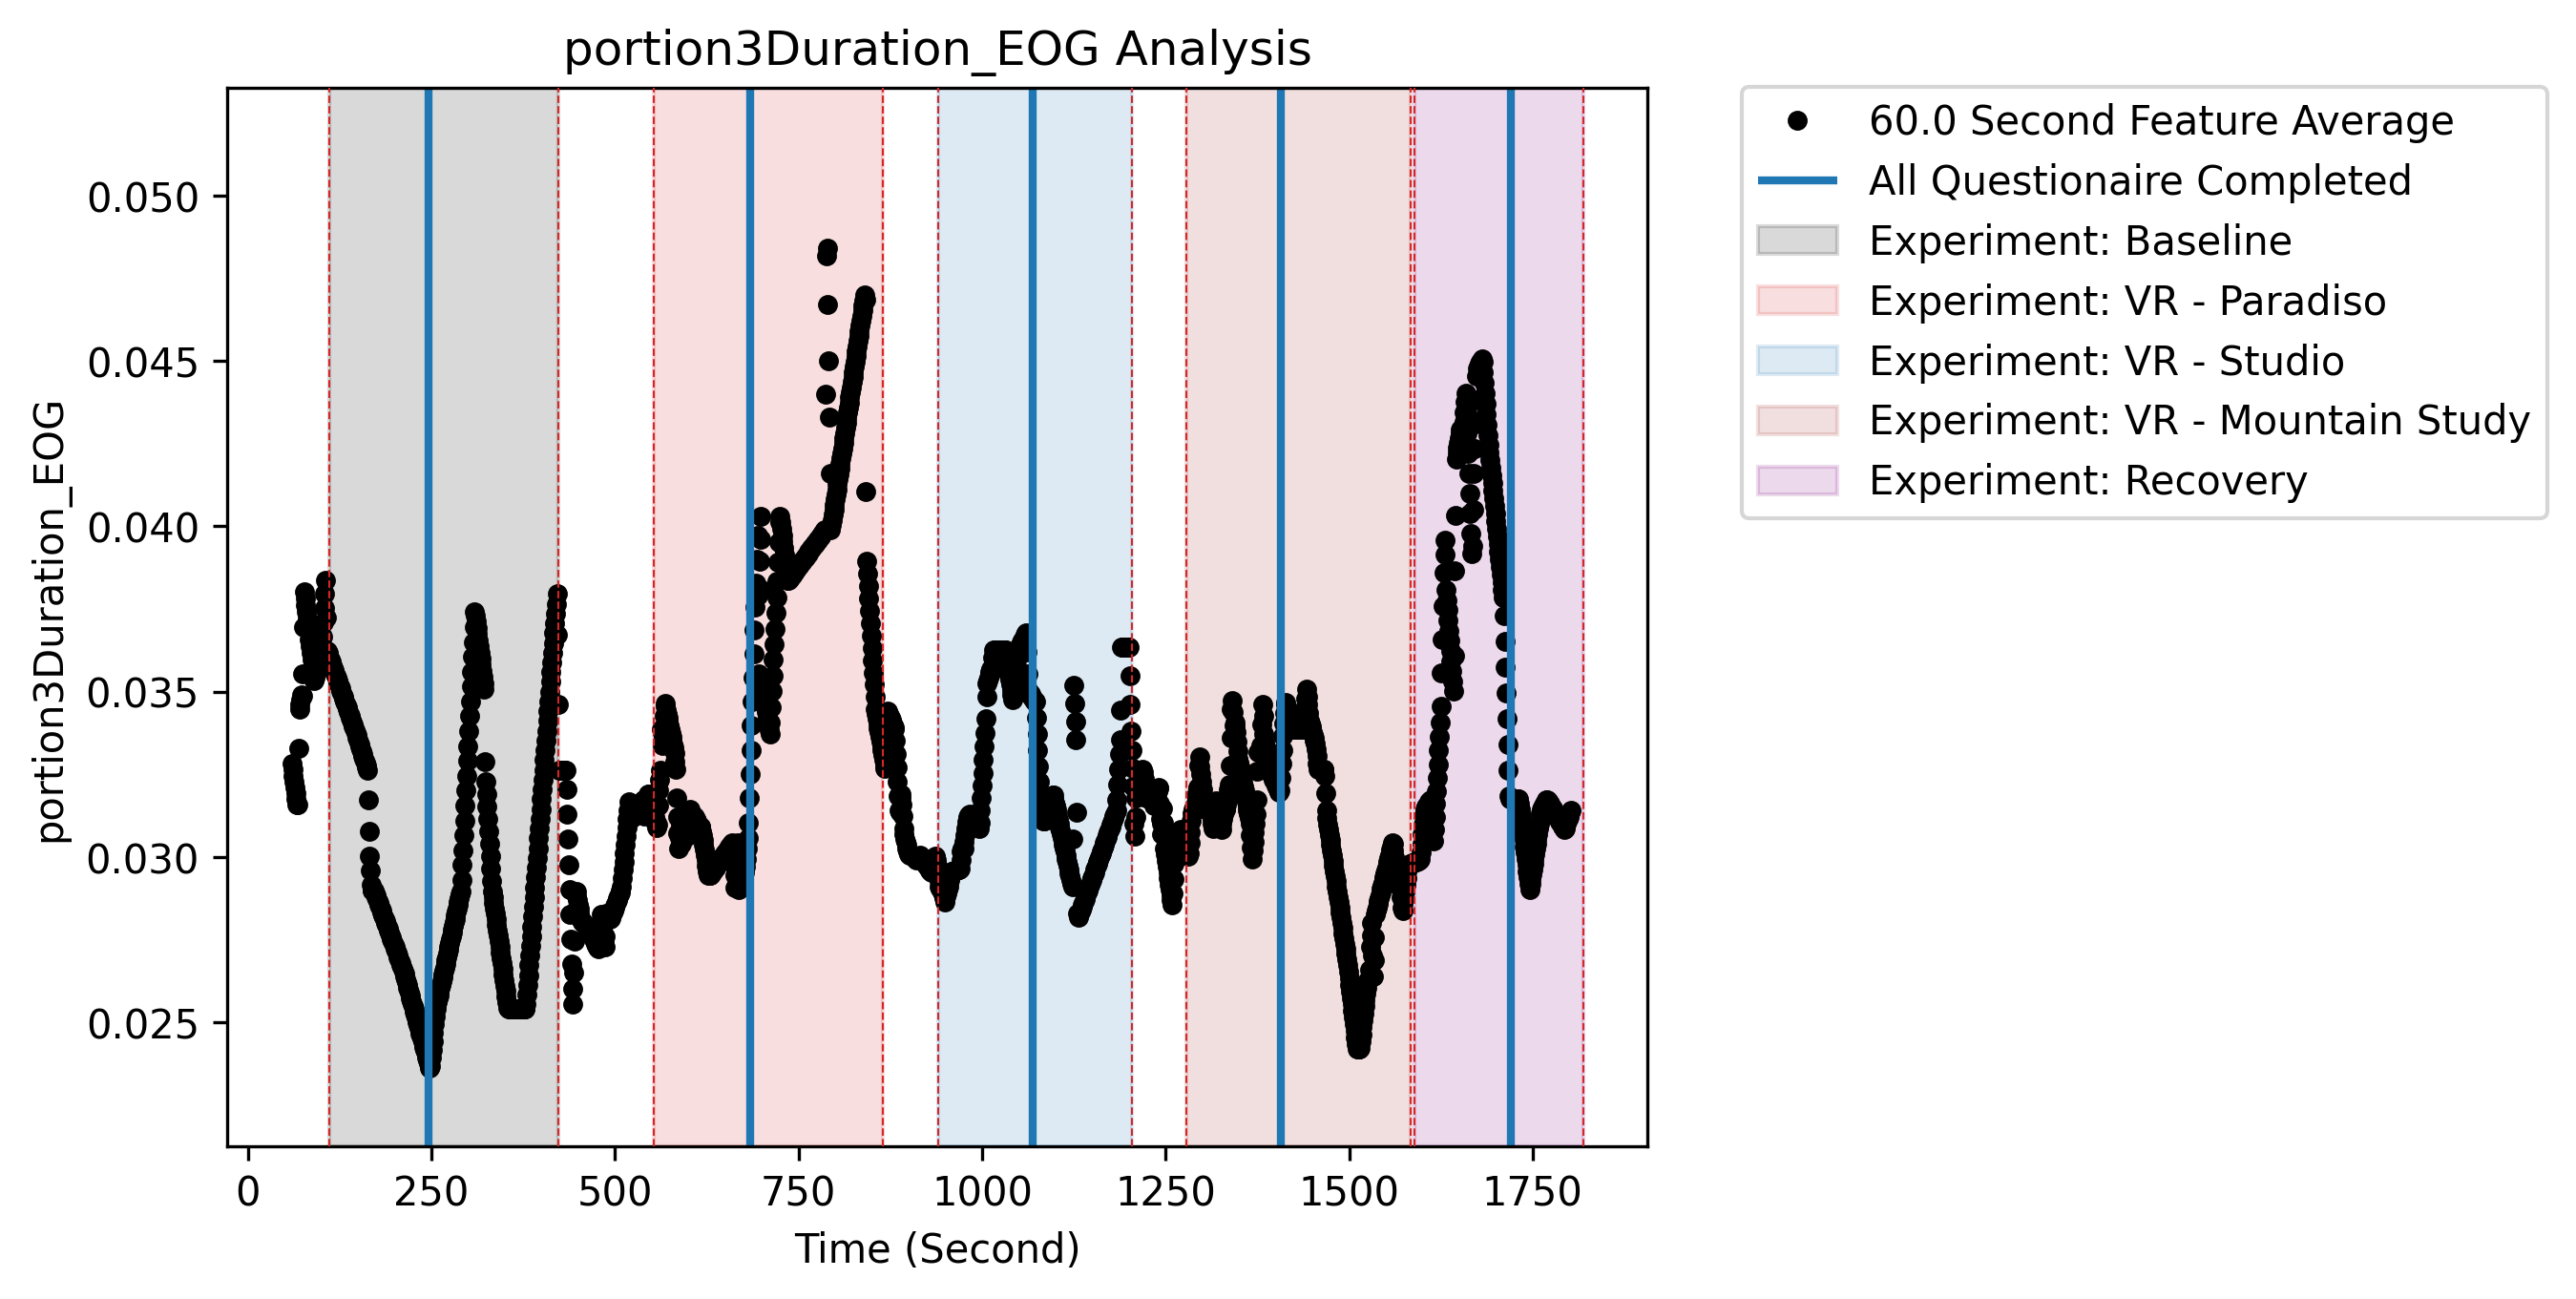 portion3Duration_EOG Analysis
60.0 Second Feature Average
All Questionaire Completed
Experiment: Baseline
Experiment: VR - Paradiso
Experiment: VR - Studio
Experiment: VR - Mountain Study
Experiment: Recovery
portion3Duration_EOG
0.050
0.045
0.040
0.035
0.030
0.025
0 250 500 750 1000 1250 1500 1750
Time (Second)